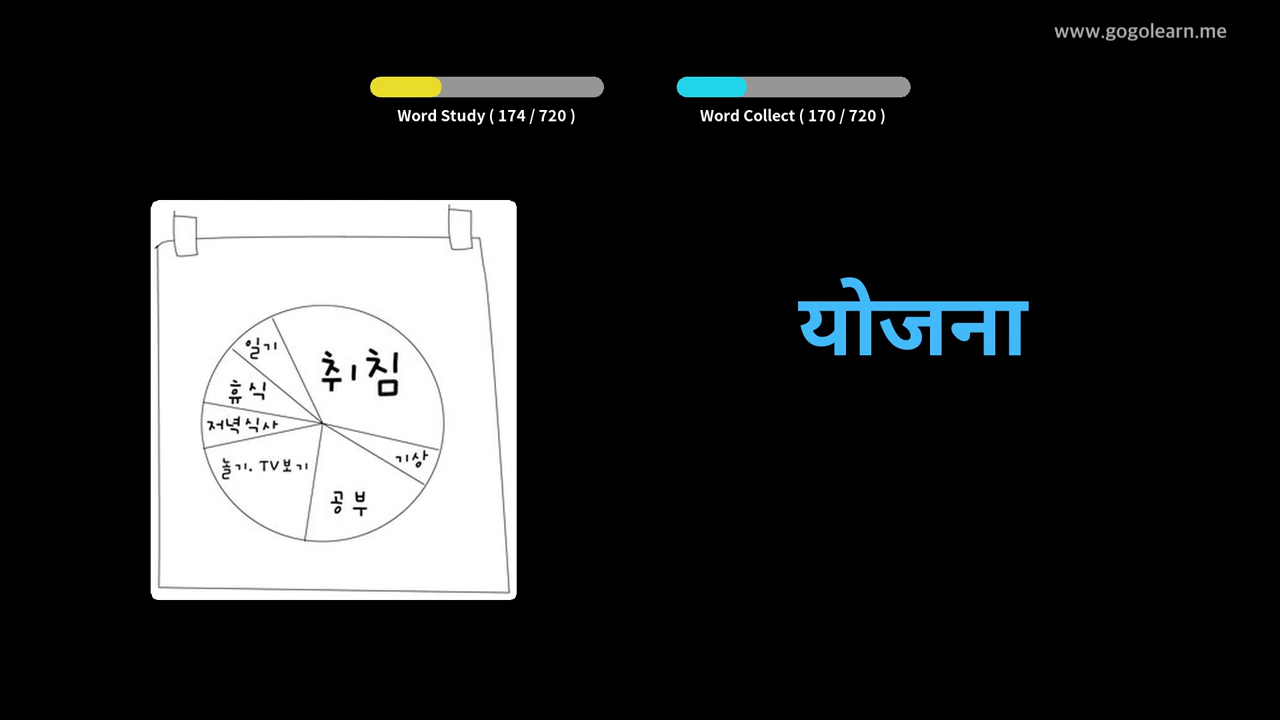 www.gogolearn.me
Word Study ( 174 / 720 )
Word Collect ( 170 / 720 )
योजना
일기
취침
휴식
저녁식사
놀기. TV보기
기상
공부